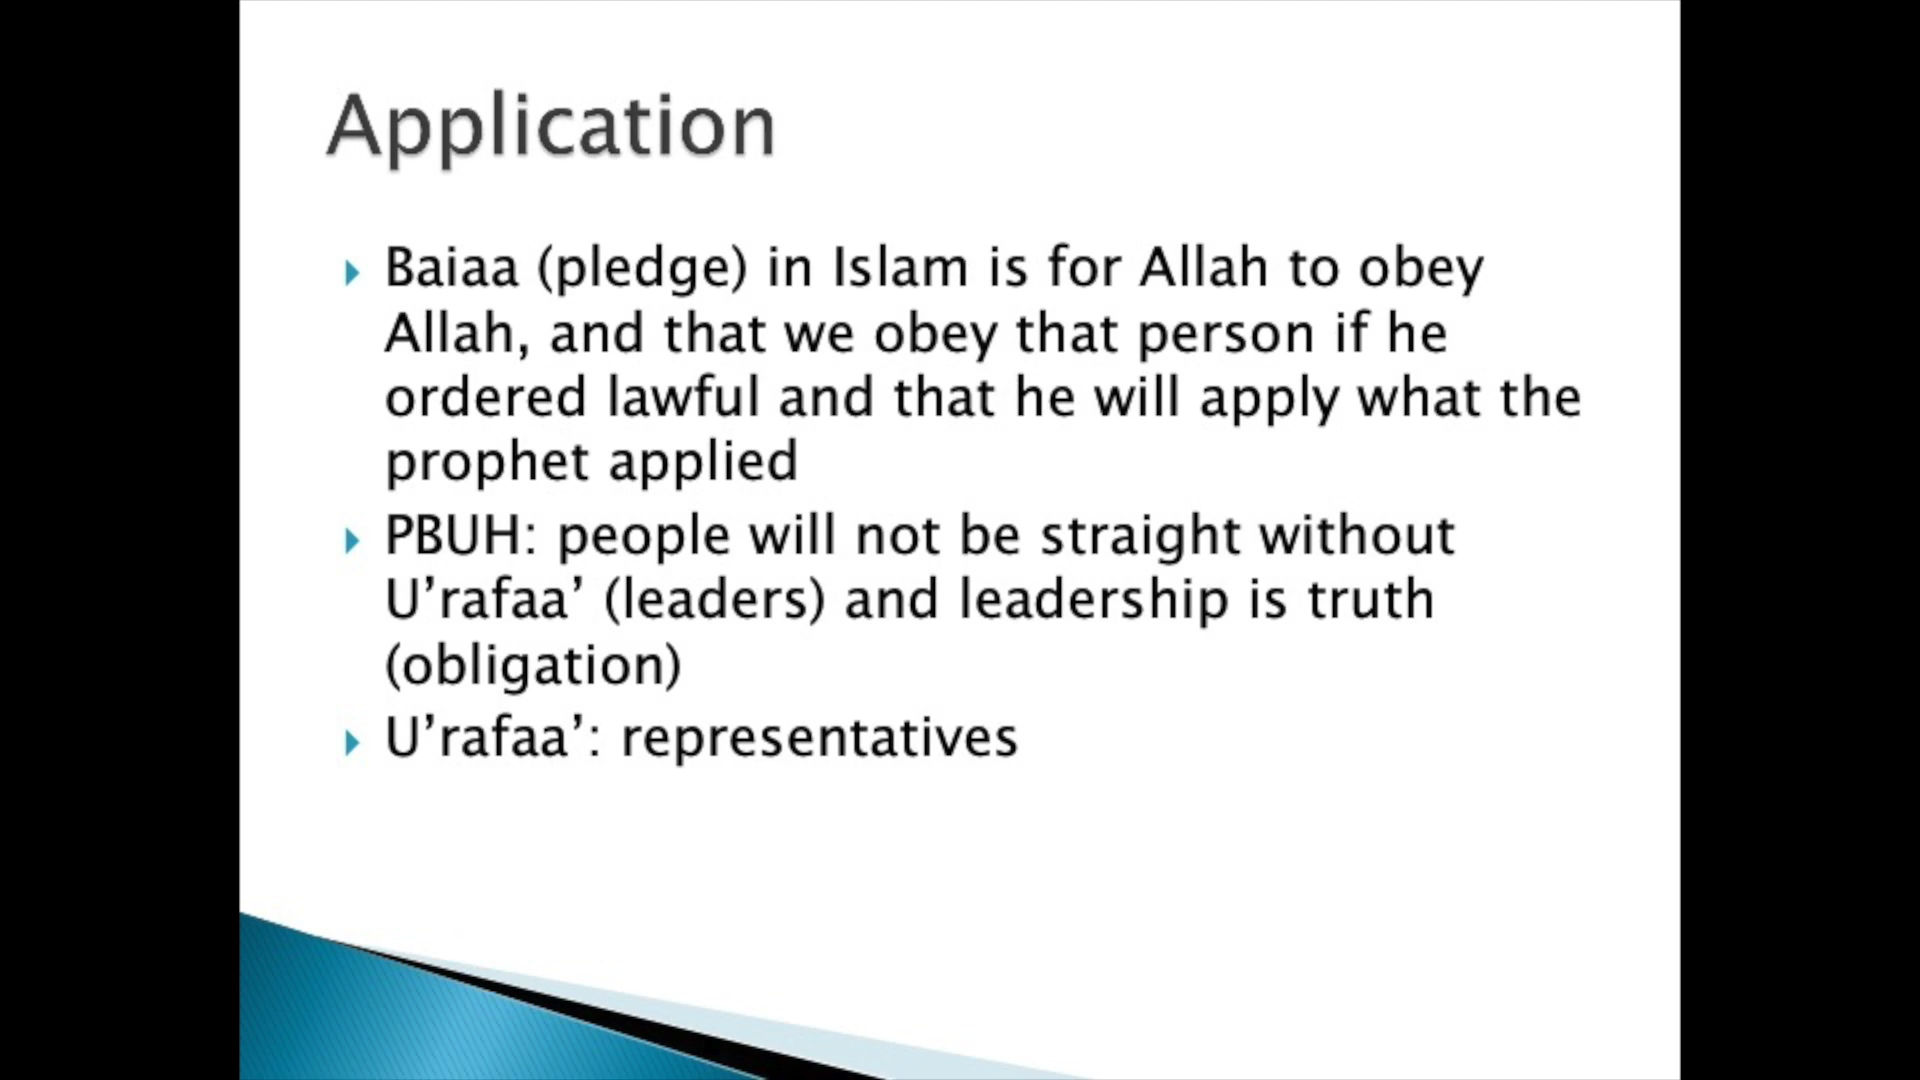 Application
Baiaa (pledge) in Islam is for Allah to obey
Allah, and that we obey that person if he
ordered lawful and that he will apply what the
prophet applied
PBUH: people will not be straight without
U’rafaa’ (leaders) and leadership is truth
(obligation)
U’rafaa’: representatives